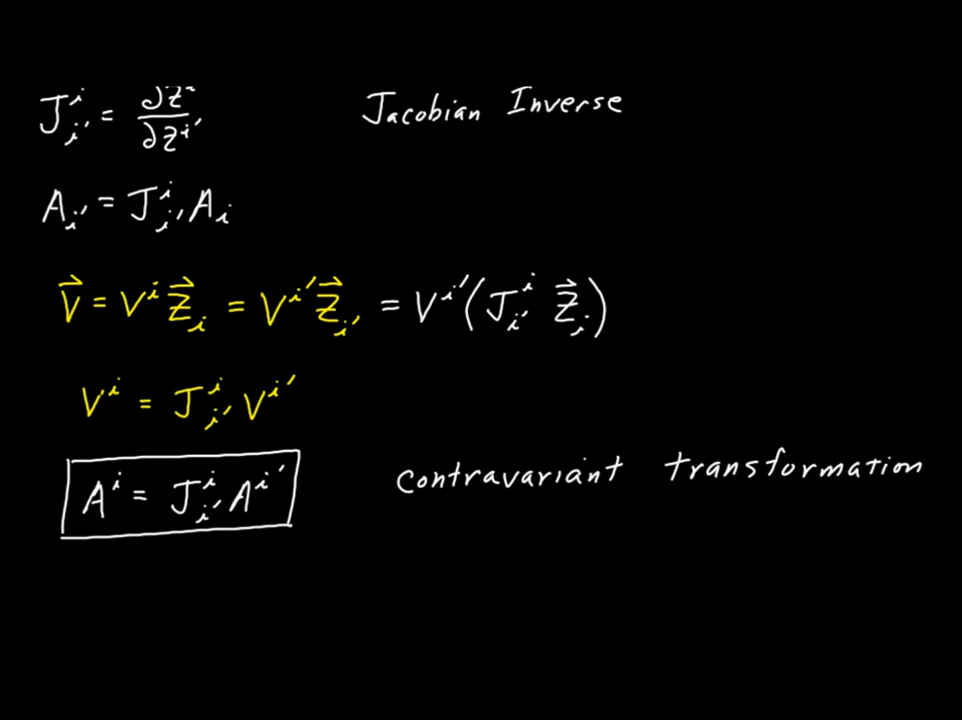 J^i_{i'} = ∂Z^i / ∂Z^{i'} Jacobian Inverse
A_{i'} = J^i_{i'} A_i
V⃗ = V^i Z⃗_i = V^{i'} Z⃗_{i'} = V^{i'} (J^i_{i'} Z⃗_i)
V^i = J^i_{i'} V^{i'}
A^i = J^i_{i'} A^{i'} contravariant transformation